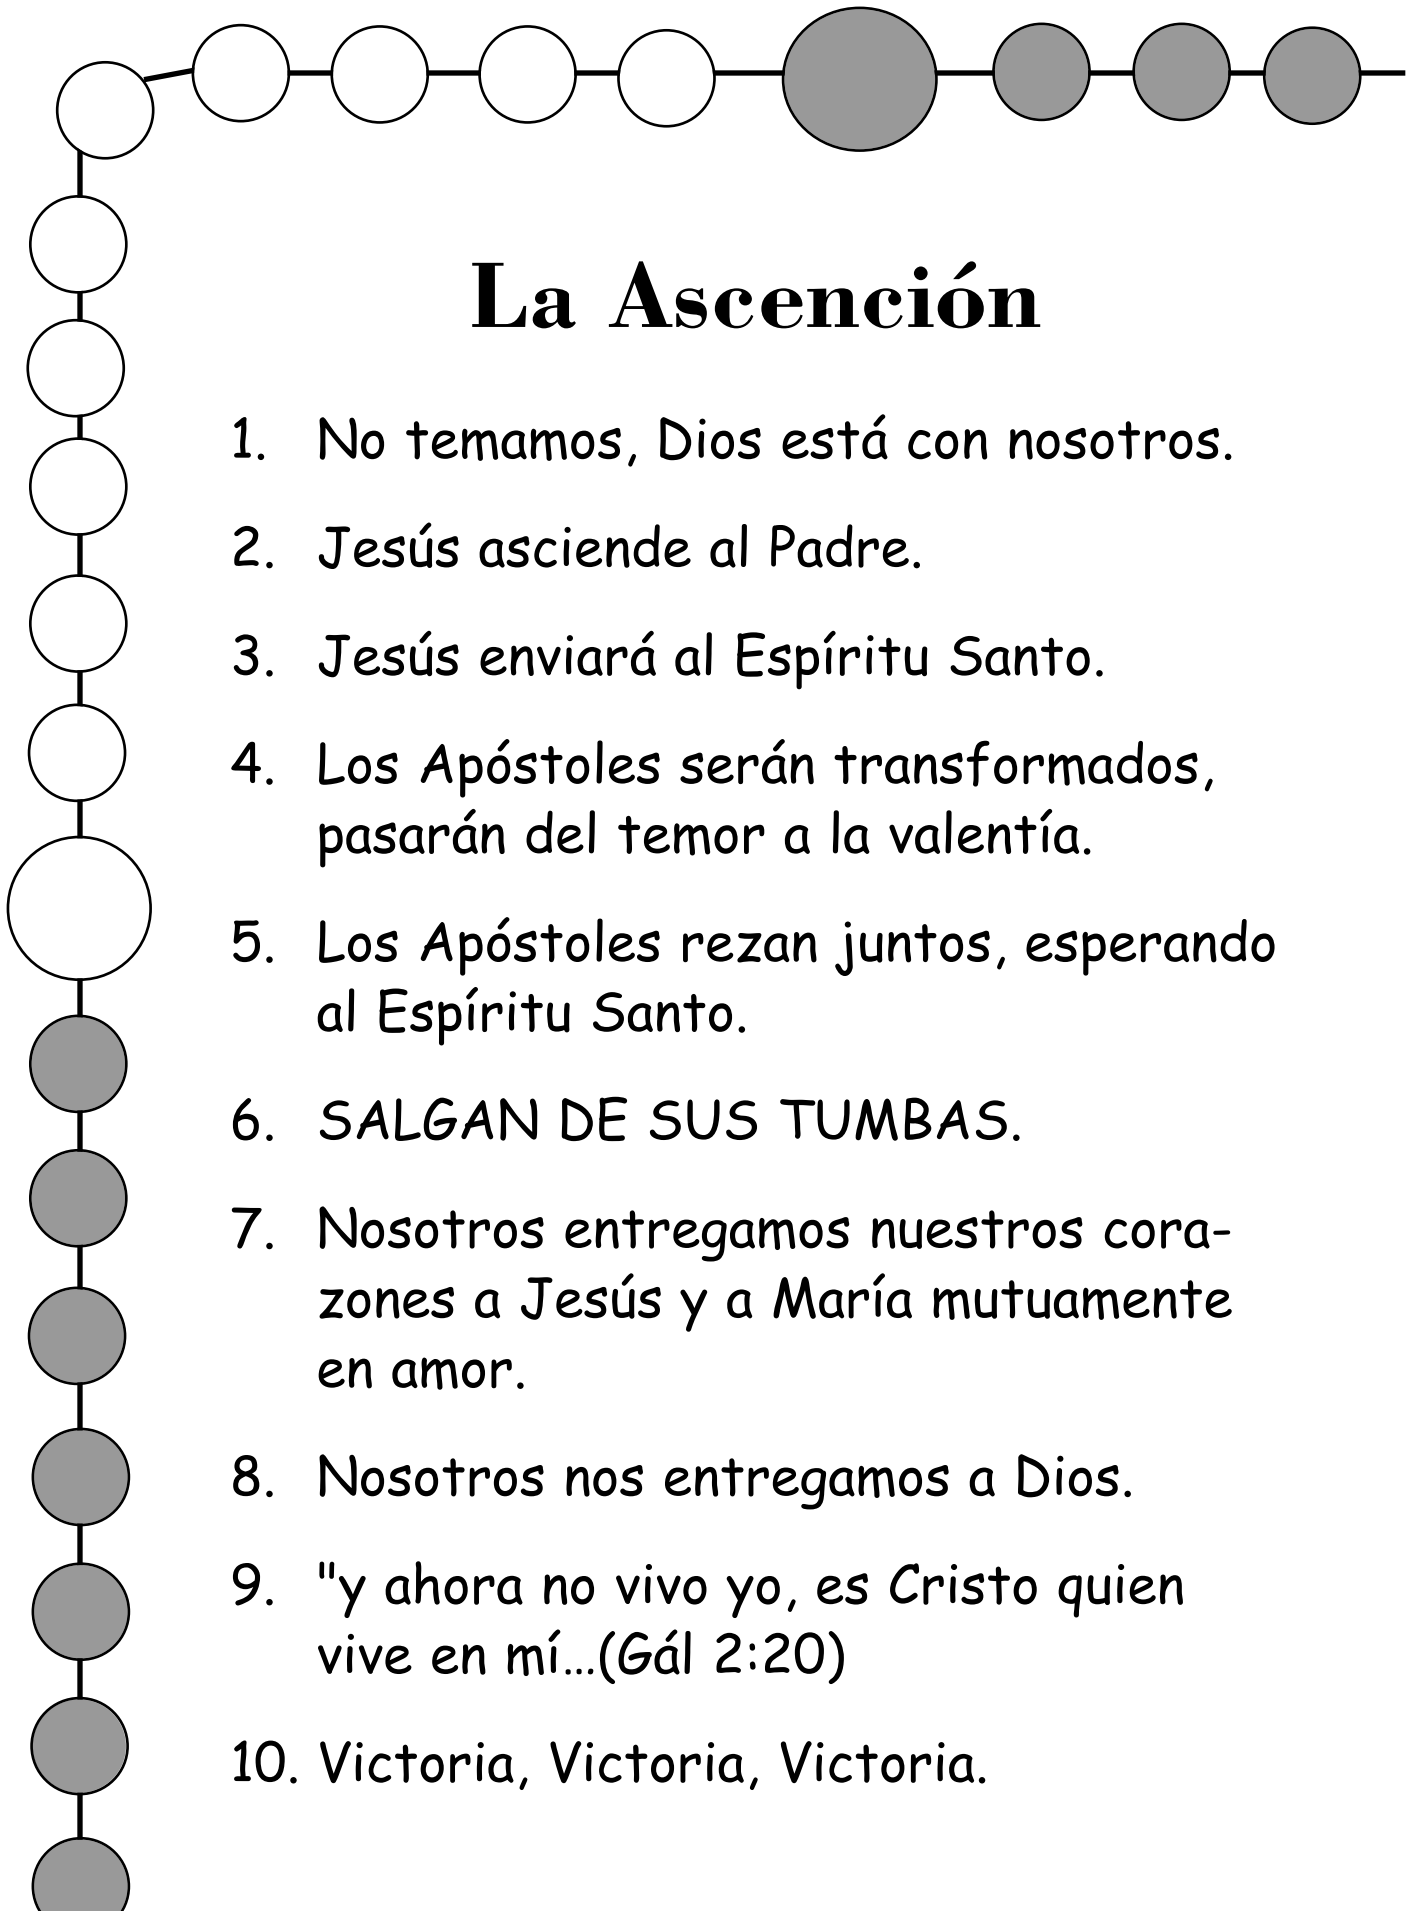 La Ascención
1. No temamos, Dios está con nosotros.
2. Jesús asciende al Padre.
3. Jesús enviará al Espíritu Santo.
4. Los Apóstoles serán transformados,
pasarán del temor a la valentía.
5. Los Apóstoles rezan juntos, esperando
al Espíritu Santo.
6. SALGAN DE SUS TUMBAS.
7. Nosotros entregamos nuestros cora-
zones a Jesús y a María mutuamente
en amor.
8. Nosotros nos entregamos a Dios.
9. "y ahora no vivo yo, es Cristo quien
vive en mí...(Gál 2:20)
10. Victoria, Victoria, Victoria.